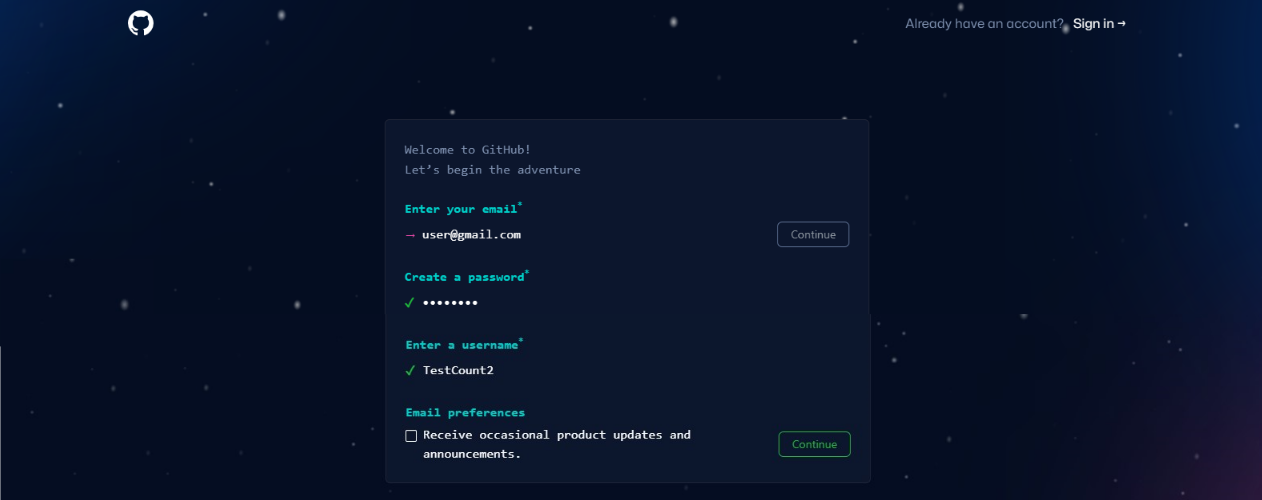 Already have an account? Sign in →
Welcome to GitHub!
Let’s begin the adventure
Enter your email*
→ user@gmail.com Continue
Create a password*
✓ ••••••••
Enter a username*
✓ TestCount2
Email preferences
Receive occasional product updates and
announcements.
Continue